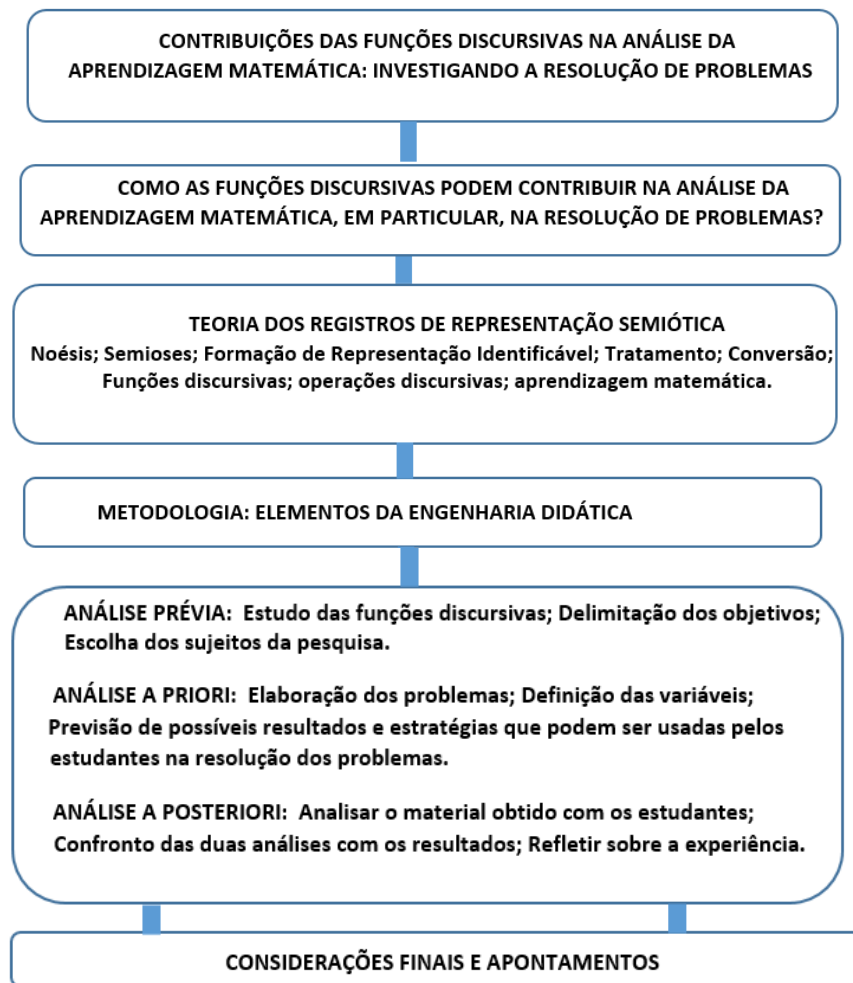 CONTRIBUIÇÕES DAS FUNÇÕES DISCURSIVAS NA ANÁLISE DA
APRENDIZAGEM MATEMÁTICA: INVESTIGANDO A RESOLUÇÃO DE PROBLEMAS
COMO AS FUNÇÕES DISCURSIVAS PODEM CONTRIBUIR NA ANÁLISE DA
APRENDIZAGEM MATEMÁTICA, EM PARTICULAR, NA RESOLUÇÃO DE PROBLEMAS?
TEORIA DOS REGISTROS DE REPRESENTAÇÃO SEMIÓTICA
Noésis; Semioses; Formação de Representação Identificável; Tratamento; Conversão;
Funções discursivas; operações discursivas; aprendizagem matemática.
METODOLOGIA: ELEMENTOS DA ENGENHARIA DIDÁTICA
ANÁLISE PRÉVIA: Estudo das funções discursivas; Delimitação dos objetivos;
Escolha dos sujeitos da pesquisa.
ANÁLISE A PRIORI: Elaboração dos problemas; Definição das variáveis;
Previsão de possíveis resultados e estratégias que podem ser usadas pelos
estudantes na resolução dos problemas.
ANÁLISE A POSTERIORI: Analisar o material obtido com os estudantes;
Confronto das duas análises com os resultados; Refletir sobre a experiência.
CONSIDERAÇÕES FINAIS E APONTAMENTOS